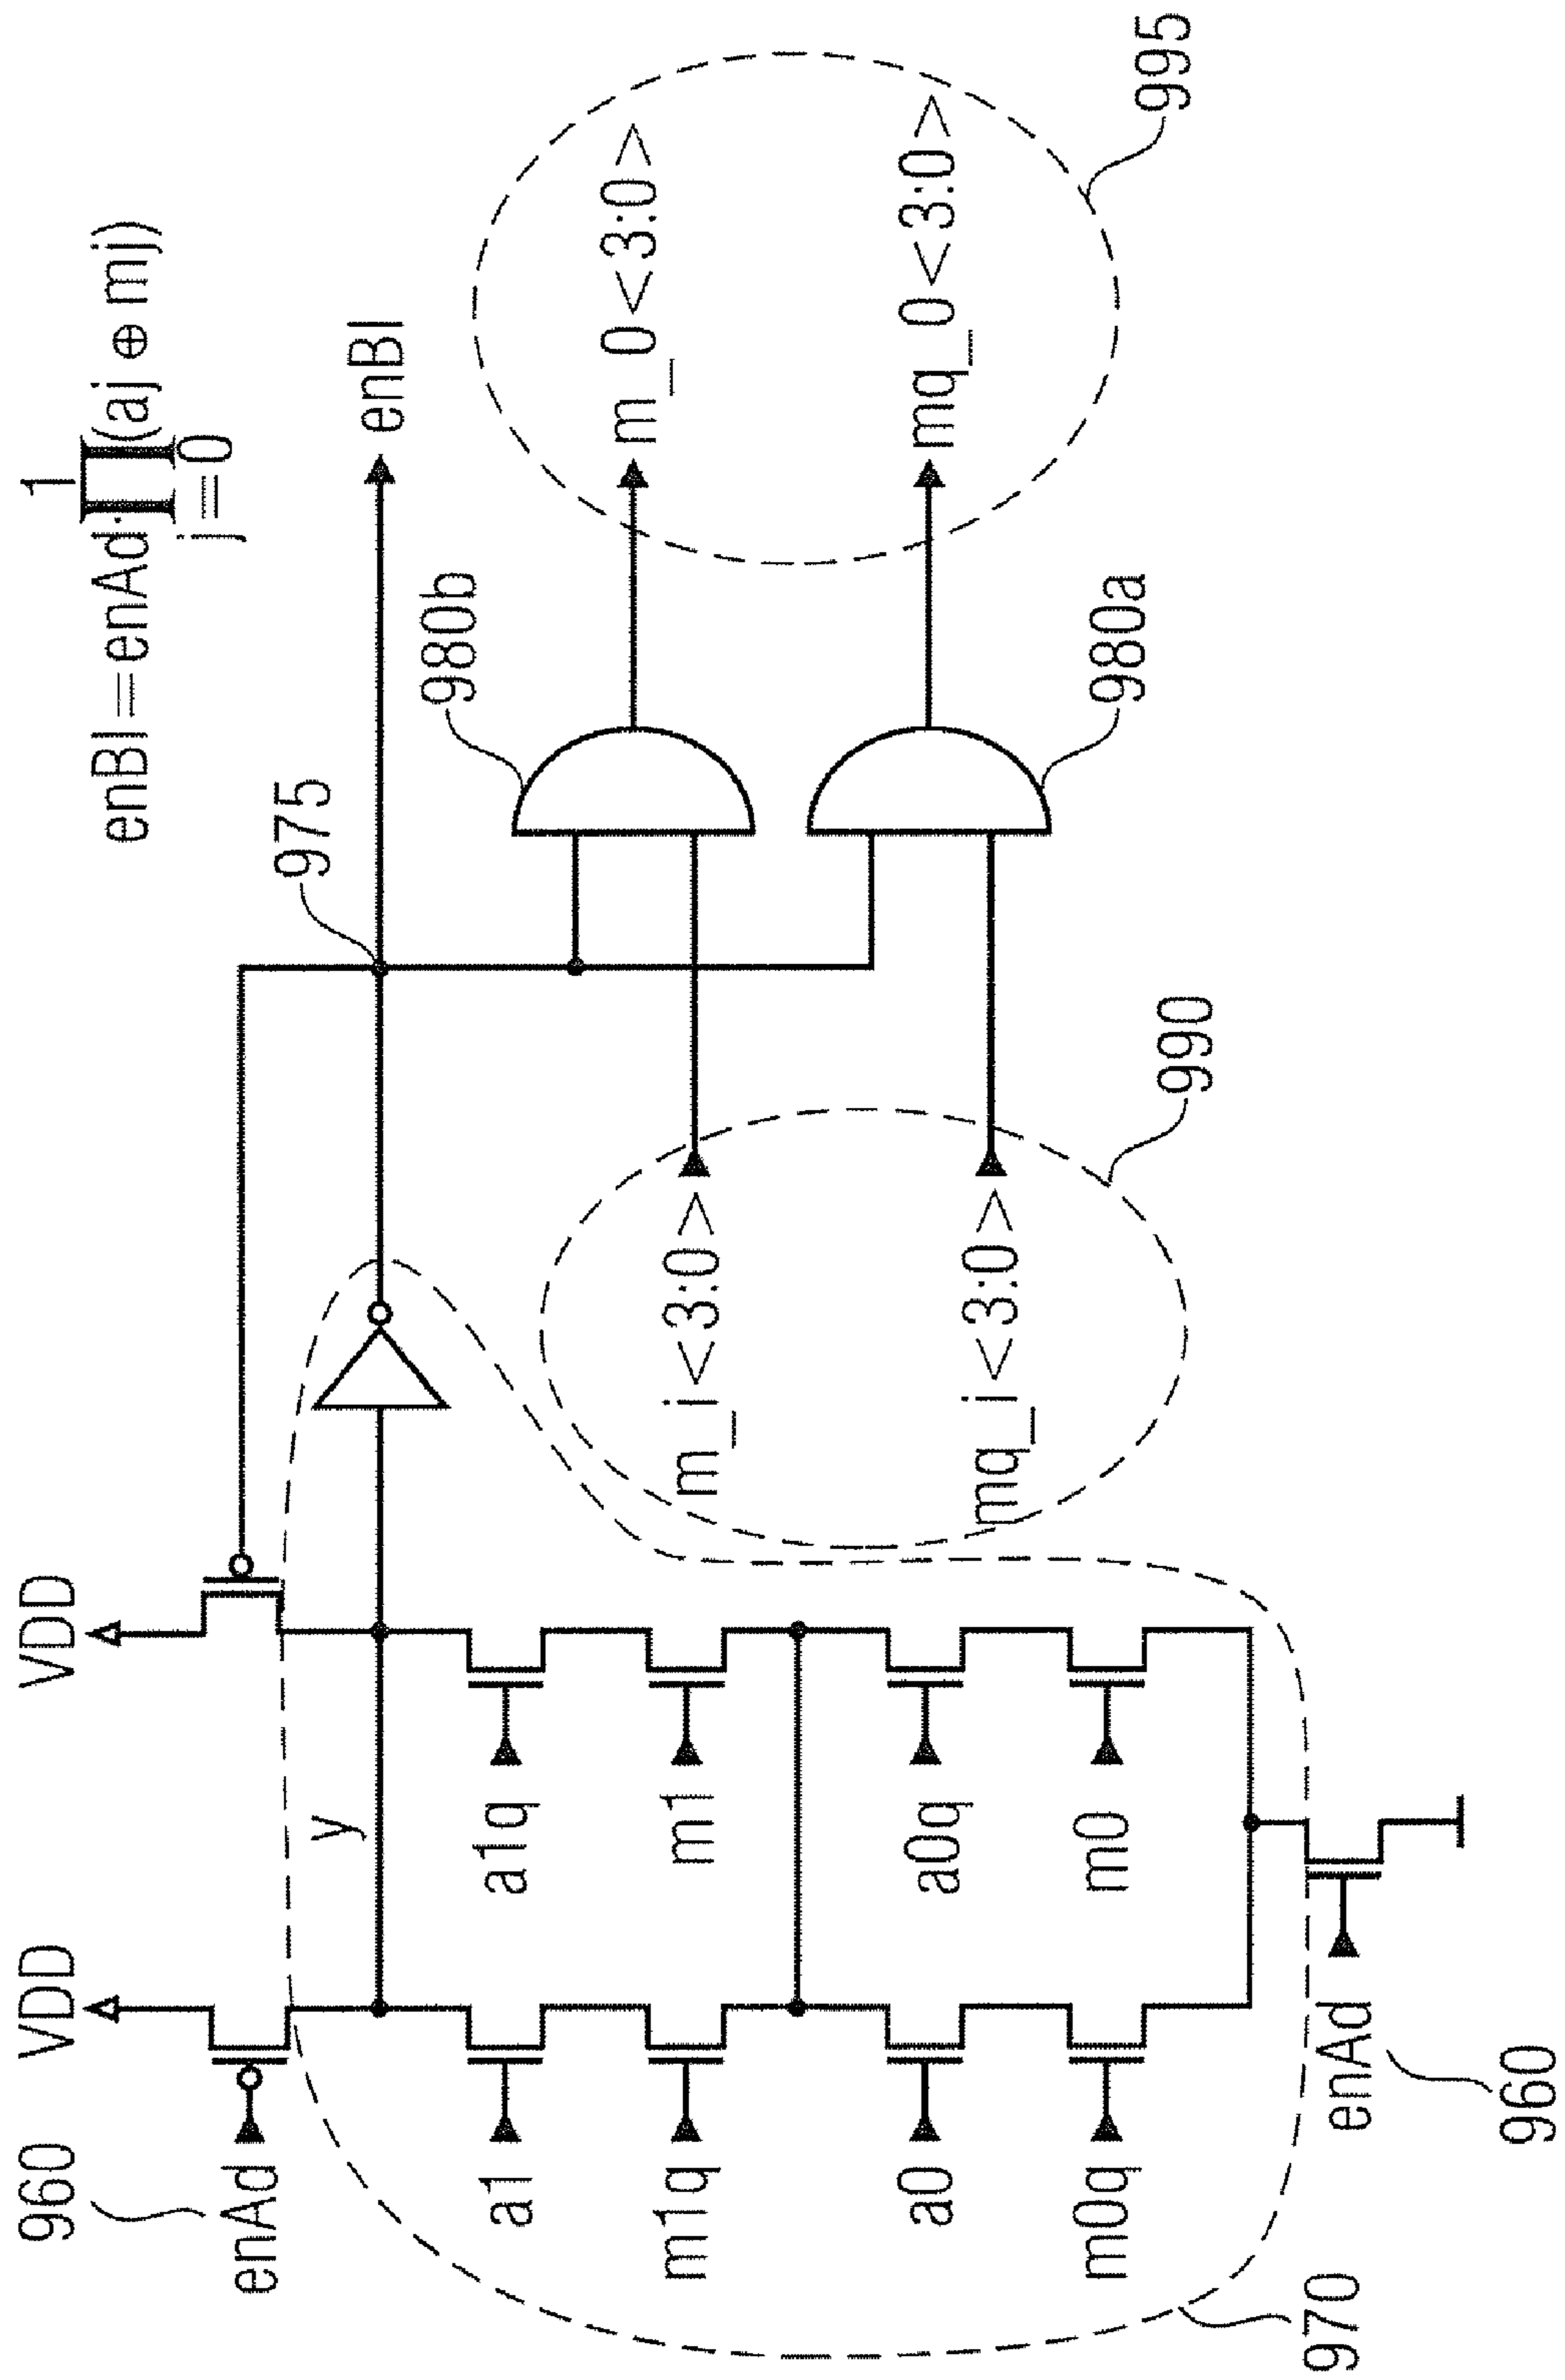 enBl=enAd·∏(aj ⊕ mj)
1
j=0
960
VDD
VDD
enAd
y
975
enBl
a1
a1q
m1q
m1
980b
m_i<3:0>
m_0<3:0>
a0
a0q
mq_i<3:0>
mq_0<3:0>
m0q
m0
980a
990
995
970
enAd
960